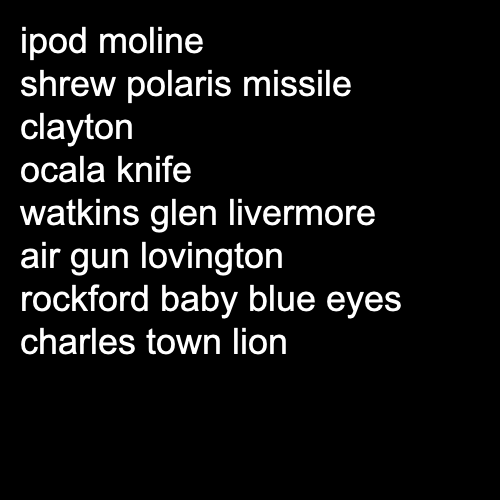 ipod moline
shrew polaris missile
clayton
ocala knife
watkins glen livermore
air gun lovington
rockford baby blue eyes
charles town lion